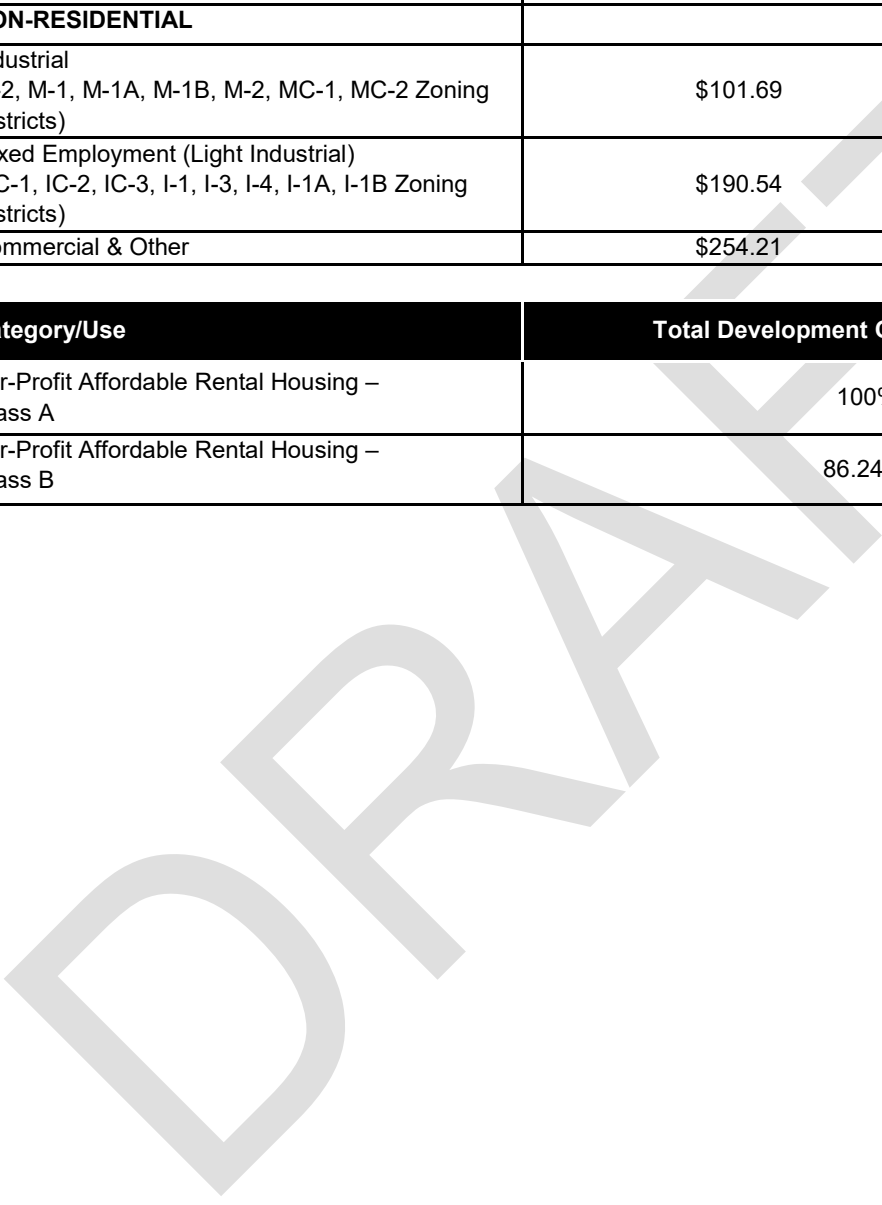 ON-RESIDENTIAL
dustrial
-2, M-1, M-1A, M-1B, M-2, MC-1, MC-2 Zoning
stricts)
$101.69
xed Employment (Light Industrial)
C-1, IC-2, IC-3, I-1, I-3, I-4, I-1A, I-1B Zoning
stricts)
$190.54
ommercial & Other
$254.21
ategory/Use
Total Development C
r-Profit Affordable Rental Housing –
ass A
100%
r-Profit Affordable Rental Housing –
ass B
86.24
DRAFT